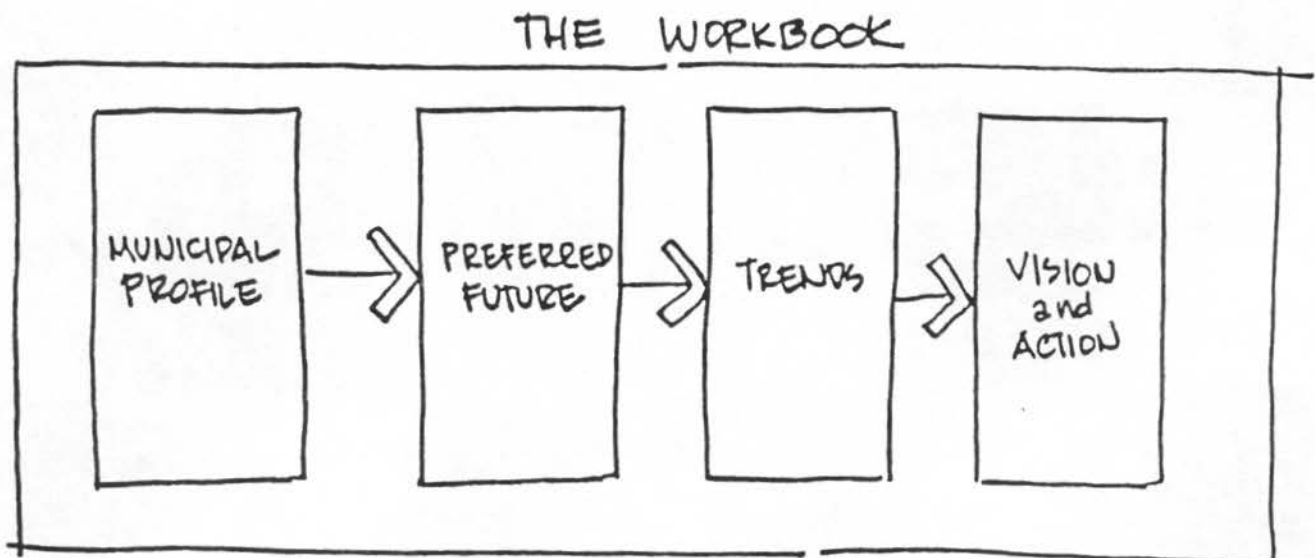 THE WORKBOOK
MUNICIPAL
PROFILE
PREFERRED
FUTURE
TRENDS
VISION
and
ACTION